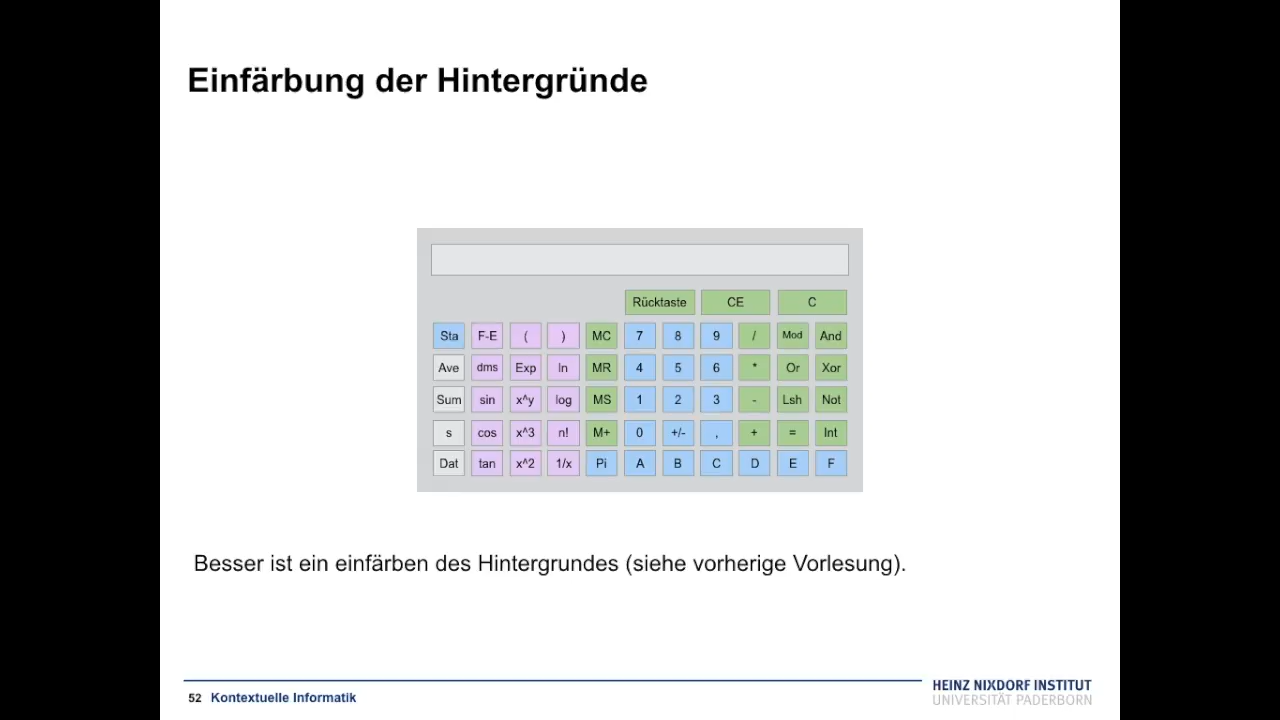 Einfärbung der Hintergründe
Rücktaste CE C
Sta F-E ( ) MC 7 8 9 / Mod And
Ave dms Exp ln MR 4 5 6 * Or Xor
Sum sin x^y log MS 1 2 3 - Lsh Not
s cos x^3 n! M+ 0 +/- , + = Int
Dat tan x^2 1/x Pi A B C D E F
Besser ist ein einfärben des Hintergrundes (siehe vorherige Vorlesung).
52 Kontextuelle Informatik
HEINZ NIXDORF INSTITUT
UNIVERSITÄT PADERBORN